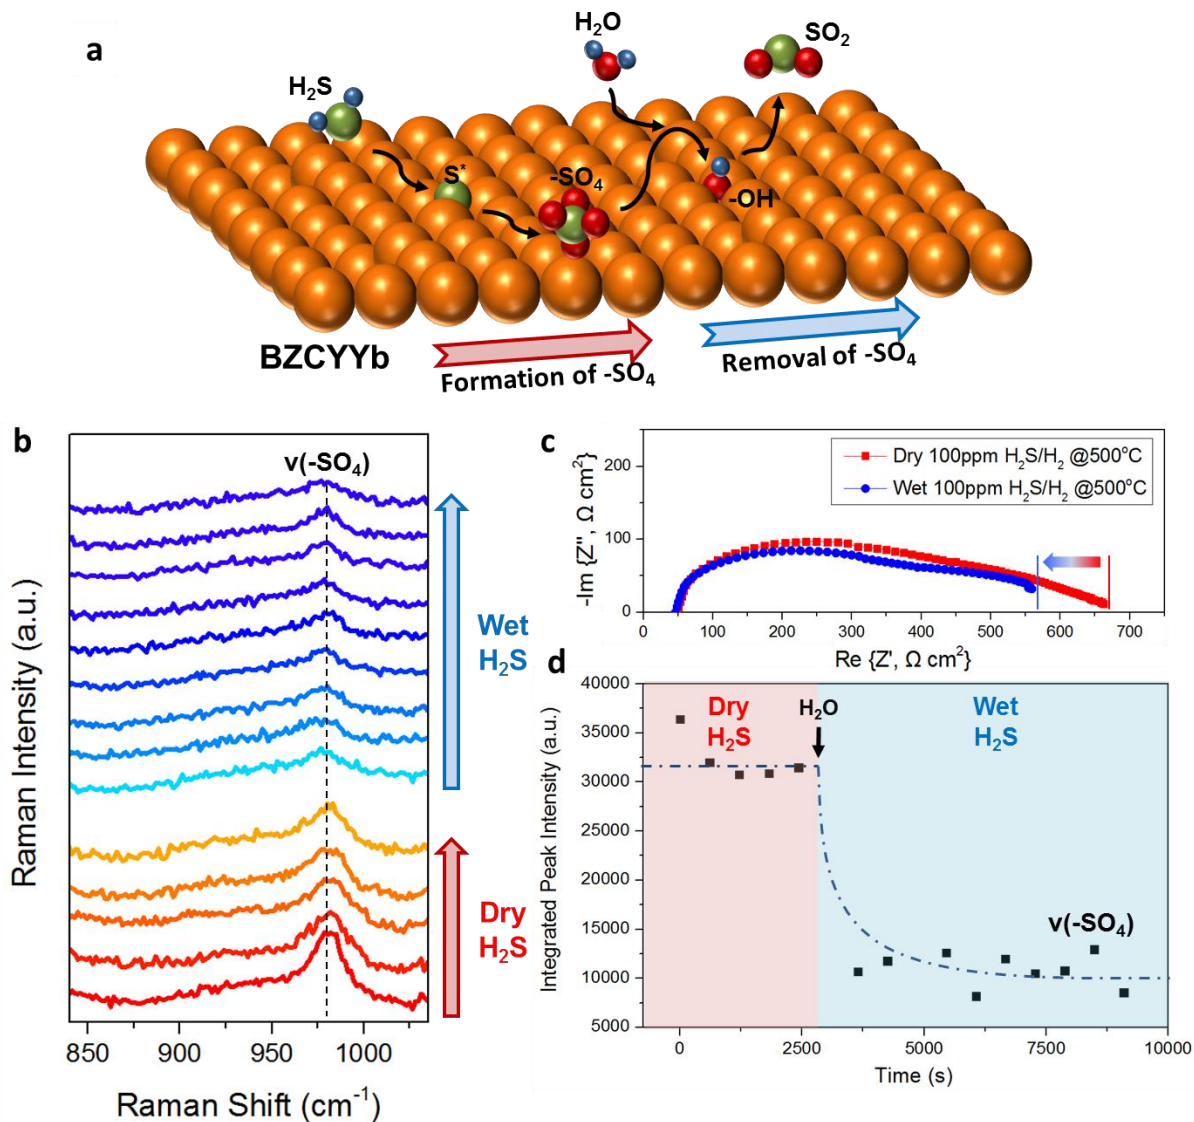 a
H₂S
S*
-SO₄
H₂O
-OH
SO₂
BZCYYb
Formation of -SO₄
Removal of -SO₄
b
v(-SO₄)
Wet
H₂S
Dry
H₂S
Raman Intensity (a.u.)
850 900 950 1000
Raman Shift (cm⁻¹)
c
Dry 100ppm H₂S/H₂ @500°C
Wet 100ppm H₂S/H₂ @500°C
-Im {Z'', Ω cm²}
200
100
0
0 100 200 300 400 500 600 700
Re {Z', Ω cm²}
d
Dry
H₂S
H₂O
Wet
H₂S
v(-SO₄)
Integrated Peak Intensity (a.u.)
40000
35000
30000
25000
20000
15000
10000
5000
0 2500 5000 7500 10000
Time (s)